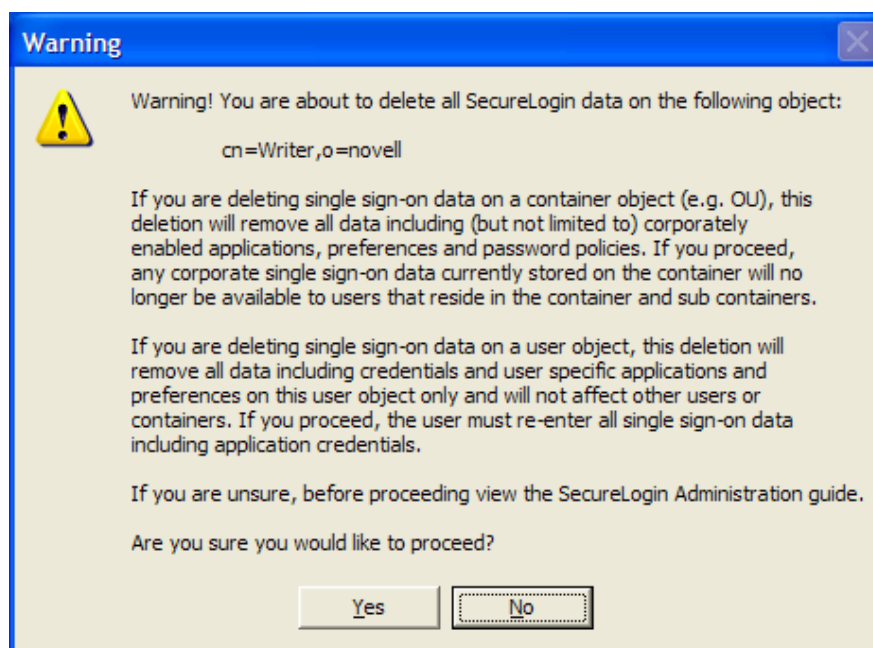 Warning
Warning! You are about to delete all SecureLogin data on the following object:
cn=Writer,o=novell
If you are deleting single sign-on data on a container object (e.g. OU), this
deletion will remove all data including (but not limited to) corporately
enabled applications, preferences and password policies. If you proceed,
any corporate single sign-on data currently stored on the container will no
longer be available to users that reside in the container and sub containers.
If you are deleting single sign-on data on a user object, this deletion will
remove all data including credentials and user specific applications and
preferences on this user object only and will not affect other users or
containers. If you proceed, the user must re-enter all single sign-on data
including application credentials.
If you are unsure, before proceeding view the SecureLogin Administration guide.
Are you sure you would like to proceed?
Yes
No